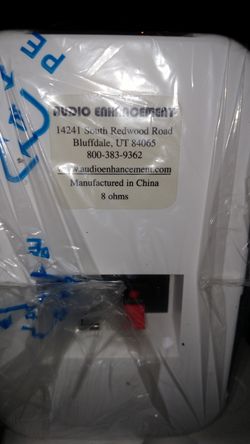 PE
AUDIO ENHANCEMENT
14241 South Redwood Road
Bluffdale, UT 84065
800-383-9362
www.audioenhancement.com
Manufactured in China
8 ohms